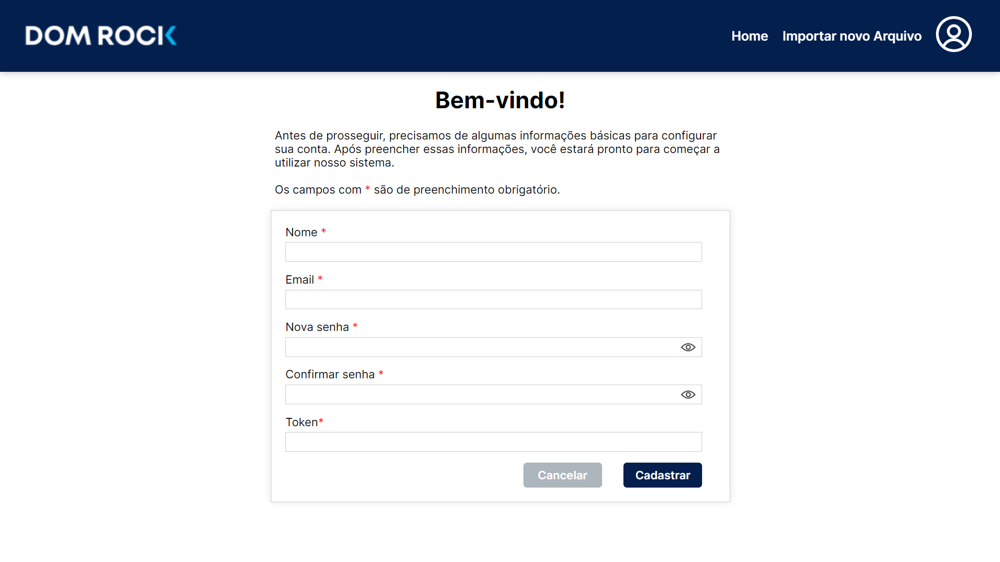 DOM ROCK
Home Importar novo Arquivo
Bem-vindo!
Antes de prosseguir, precisamos de algumas informações básicas para configurar
sua conta. Após preencher essas informações, você estará pronto para começar a
utilizar nosso sistema.
Os campos com * são de preenchimento obrigatório.
Nome *
Email *
Nova senha *
Confirmar senha *
Token*
Cancelar Cadastrar